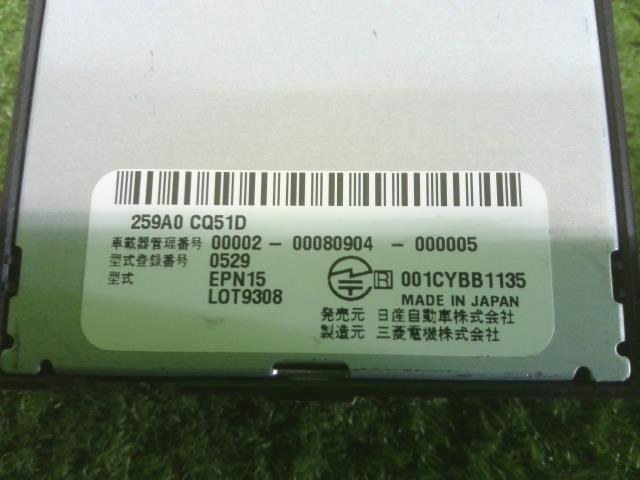 259A0 CQ51D
車載器管理番号 00002 - 00080904 - 000005
型式登録番号 0529
型式 EPN15
LOT9308
R 001CYBB1135
MADE IN JAPAN
発売元 日産自動車株式会社
製造元 三菱電機株式会社